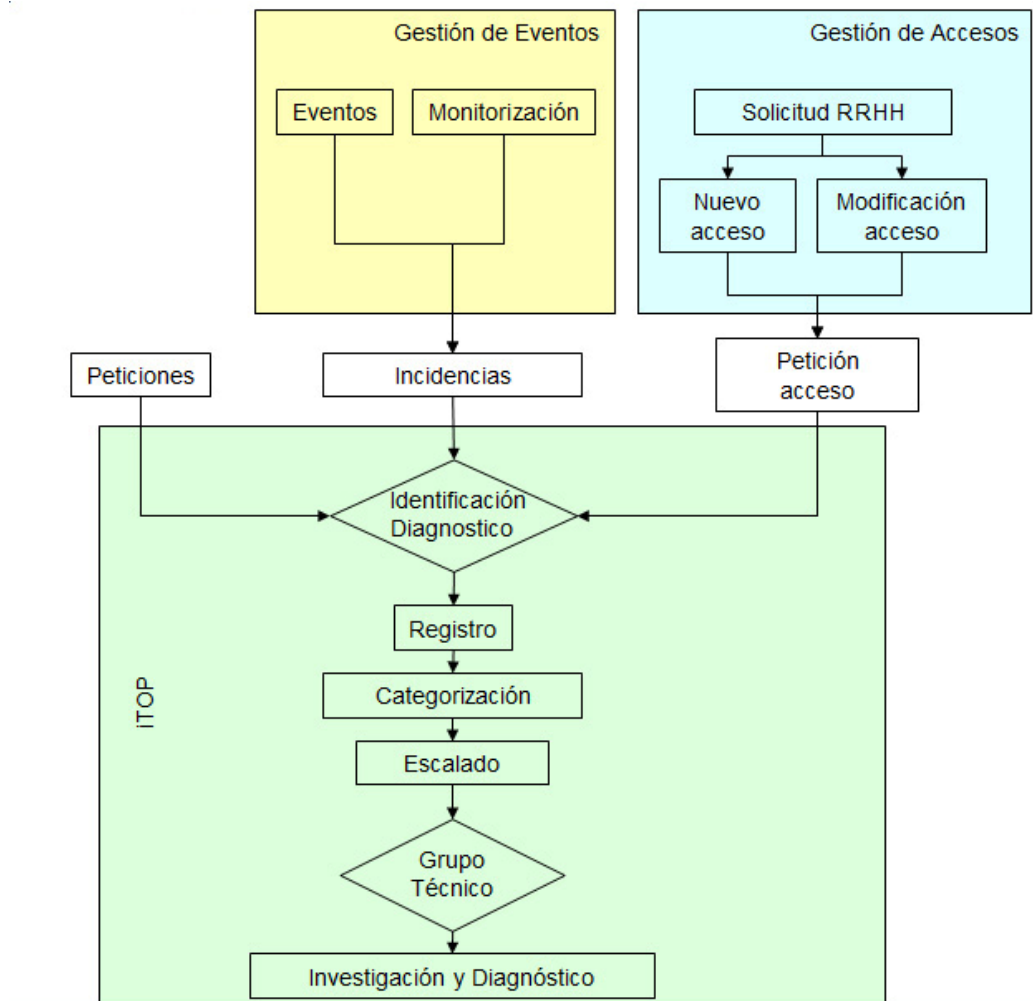 Gestión de Eventos
Gestión de Accesos
Eventos
Monitorización
Solicitud RRHH
Nuevo
acceso
Modificación
acceso
Peticiones
Incidencias
Petición
acceso
Identificación
Diagnostico
Registro
Categorización
iTOP
Escalado
Grupo
Técnico
Investigación y Diagnóstico